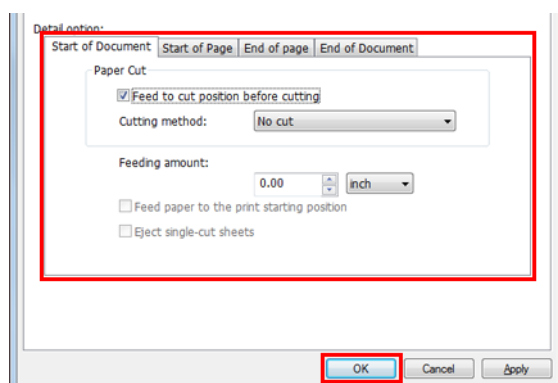 Detail option:
Start of Document Start of Page End of page End of Document
Paper Cut
Feed to cut position before cutting
Cutting method: No cut
Feeding amount:
0.00 inch
Feed paper to the print starting position
Eject single-cut sheets
OK Cancel Apply